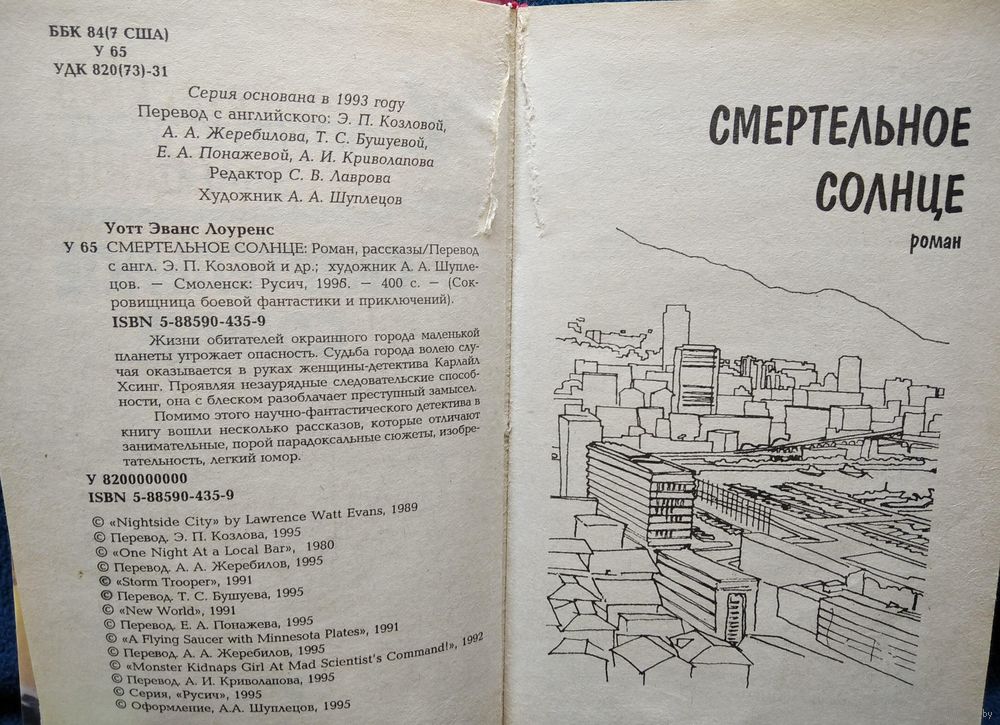 ББК 84(7 США)
У 65
УДК 820(73)-31
Серия основана в 1993 году
Перевод с английского: Э. П. Козловой,
А. А. Жеребилова, Т. С. Бушуевой,
Е. А. Понажевой, А. И. Криволапова
Редактор С. В. Лаврова
Художник А. А. Шуплецов
Уотт Эванс Лоуренс
У 65 СМЕРТЕЛЬНОЕ СОЛНЦЕ: Роман, рассказы/Перевод
с англ. Э. П. Козловой и др.; художник А. А. Шупле-
цов. — Смоленск: Русич, 1996. — 400 с. — (Сок-
ровищница боевой фантастики и приключений).
ISBN 5-88590-435-9
Жизни обитателей окраинного города маленькой
планеты угрожает опасность. Судьба города волею слу-
чая оказывается в руках женщины-детектива Карлайл
Хсинг. Проявляя незаурядные следовательские способ-
ности, она с блеском разоблачает преступный замысел.
Помимо этого научно-фантастического детектива в
книгу вошли несколько рассказов, которые отличают
занимательные, порой парадоксальные сюжеты, изобре-
тательность, легкий юмор.
У 8200000000
ISBN 5-88590-435-9
© «Nightside City» by Lawrence Watt Evans, 1989
© Перевод. Э. П. Козлова, 1995
© «One Night At a Local Bar», 1980
© Перевод. А. А. Жеребилов, 1995
© «Storm Trooper», 1991
© Перевод. Т. С. Бушуева, 1995
© «New World», 1991
© Перевод. Е. А. Понажева, 1995
© «A Flying Saucer with Minnesota Plates», 1991
© Перевод. А. А. Жеребилов, 1995
© «Monster Kidnaps Girl At Mad Scientist's Command!», 1992
© Перевод. А. И. Криволапова, 1995
© Серия, «Русич», 1995
© Оформление, А.А. Шуплецов, 1995
СМЕРТЕЛЬНОЕ
СОЛНЦЕ
роман